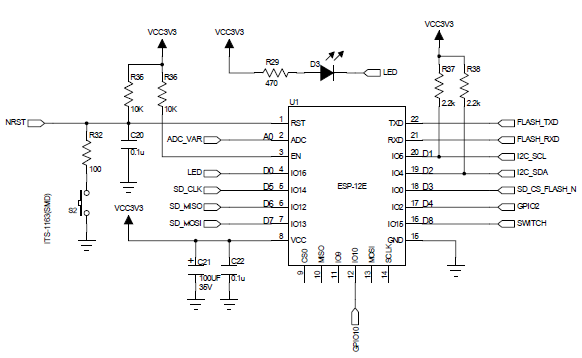 VCC3V3
VCC3V3
VCC3V3
R29
470
D3
LED
R35
10K
R36
10K
R37
2.2k
R38
2.2k
NRST
R32
100
C20
0.1u
S2
ITS-1163(SMD)
U1
ESP-12E
1 RST
ADC_VAR A0 2 ADC
3 EN
LED D0 4 IO16
SD_CLK D5 5 IO14
SD_MISO D6 6 IO12
SD_MOSI D7 7 IO13
8 VCC
TXD 22 FLASH_TXD
RXD 21 FLASH_RXD
IO5 20 D1 I2C_SCL
IO4 19 D2 I2C_SDA
IO0 18 D3 SD_CS_FLASH_N
IO2 17 D4 GPIO2
IO15 16 D8 SWITCH
GND 15
CS0 MISO IO9 IO10 MOSI SCLK
9 10 11 12 13 14
VCC3V3
+ C21
100UF
35V
C22
0.1u
GPIO10